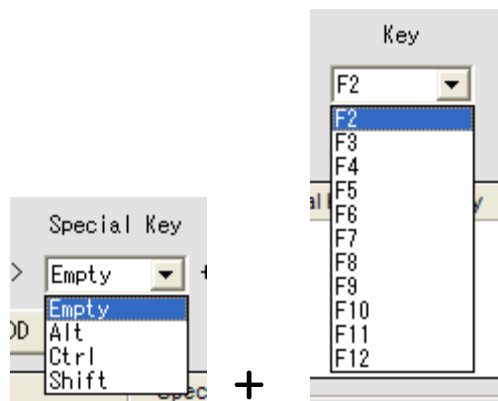 Special Key
> Empty +
Empty
Alt
Ctrl
Shift
+
Key
F2
F2
F3
F4
F5
F6
F7
F8
F9
F10
F11
F12